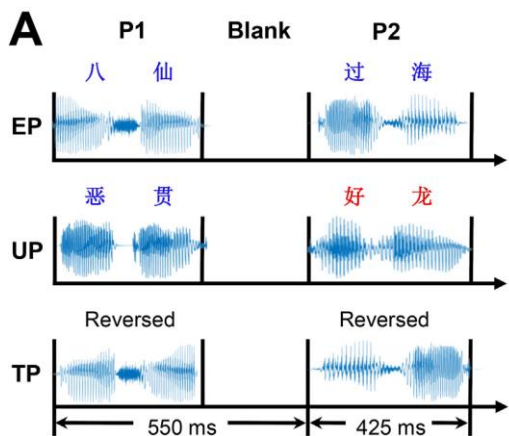 A
P1 Blank P2
八 仙 过 海
EP
恶 贯 好 龙
UP
Reversed Reversed
TP
550 ms 425 ms